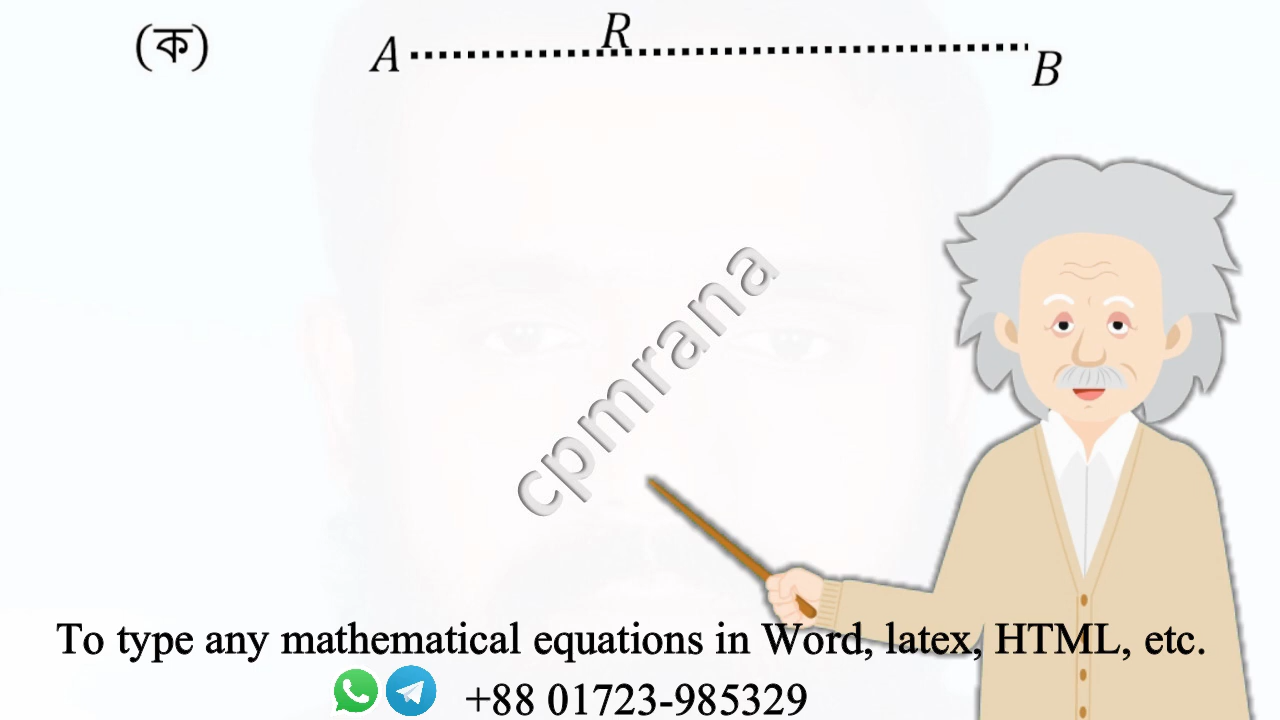 (ক) A R B
cpmrana
To type any mathematical equations in Word, latex, HTML, etc.
+88 01723-985329